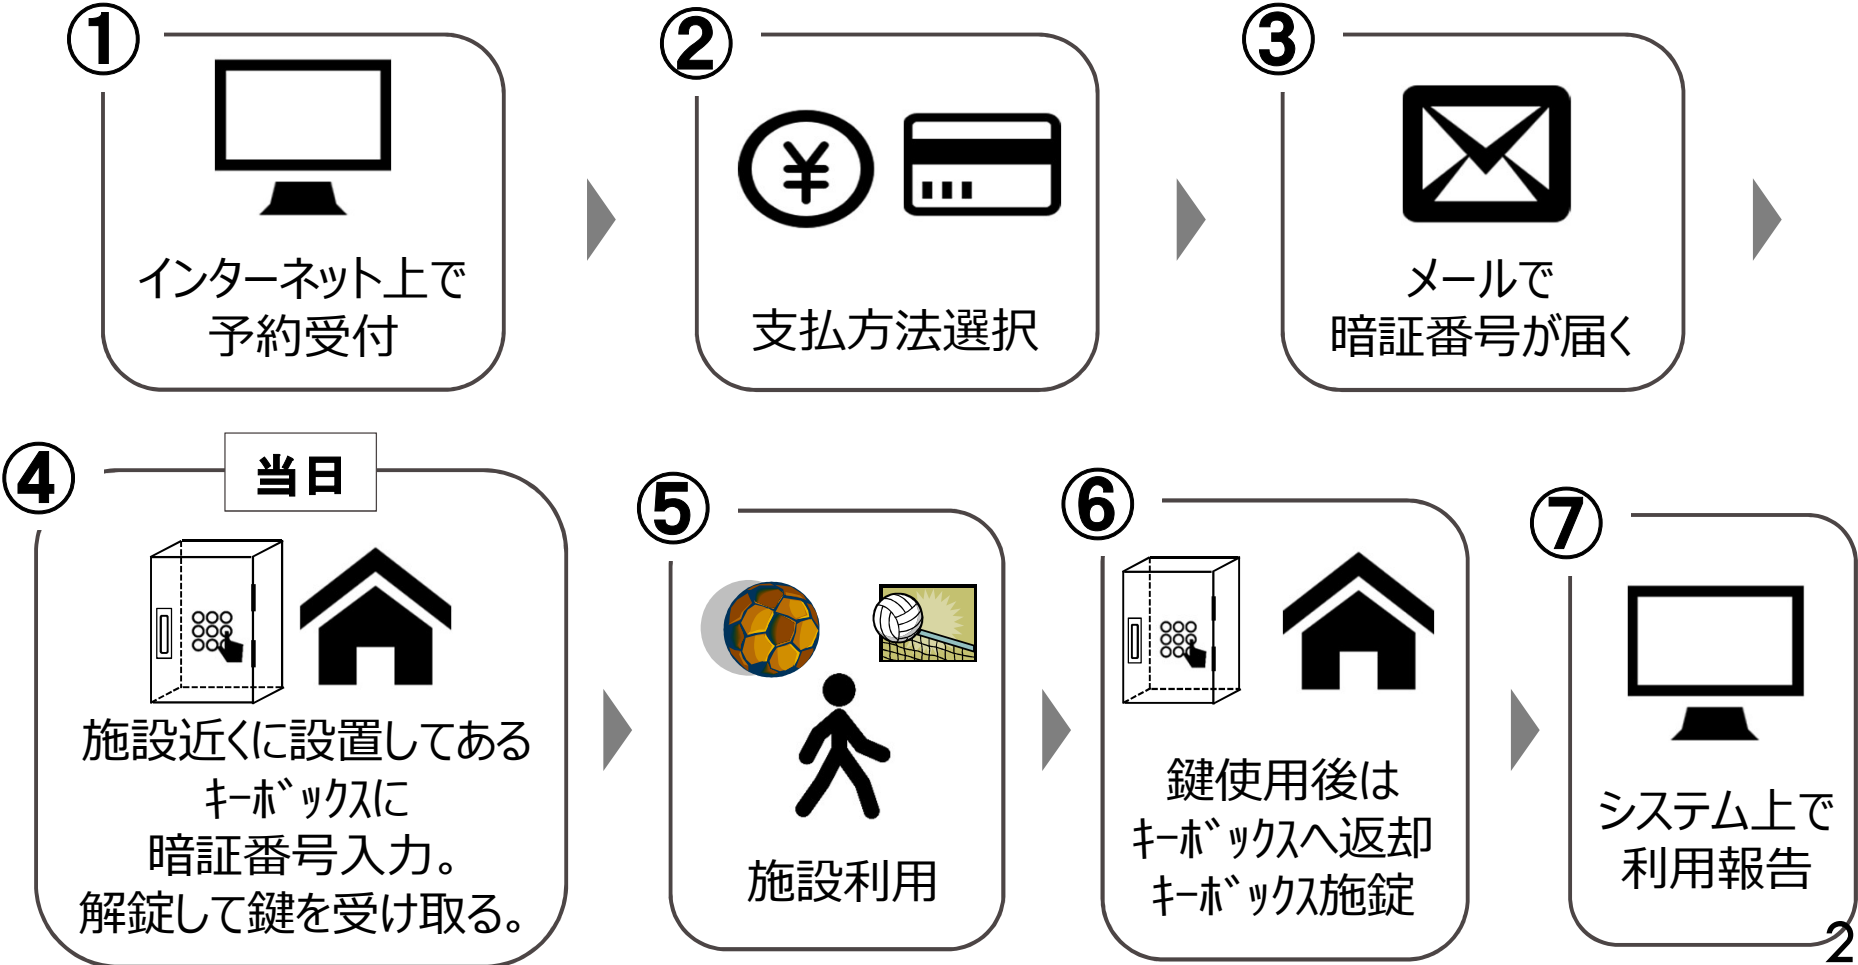 ①
インターネット上で
予約受付
②
¥
支払方法選択
③
メールで
暗証番号が届く
④
当日
施設近くに設置してある
ｷｰﾎﾞｯｸｽに
暗証番号入力。
解錠して鍵を受け取る。
⑤
施設利用
⑥
鍵使用後は
ｷｰﾎﾞｯｸｽへ返却
ｷｰﾎﾞｯｸｽ施錠
⑦
システム上で
利用報告
2